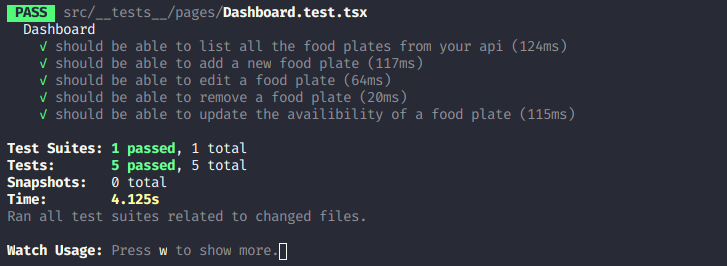 PASS src/__tests__/pages/Dashboard.test.tsx
Dashboard
√ should be able to list all the food plates from your api (124ms)
√ should be able to add a new food plate (117ms)
√ should be able to edit a food plate (64ms)
√ should be able to remove a food plate (20ms)
√ should be able to update the availibility of a food plate (115ms)
Test Suites: 1 passed, 1 total
Tests: 5 passed, 5 total
Snapshots: 0 total
Time: 4.125s
Ran all test suites related to changed files.
Watch Usage: Press w to show more.